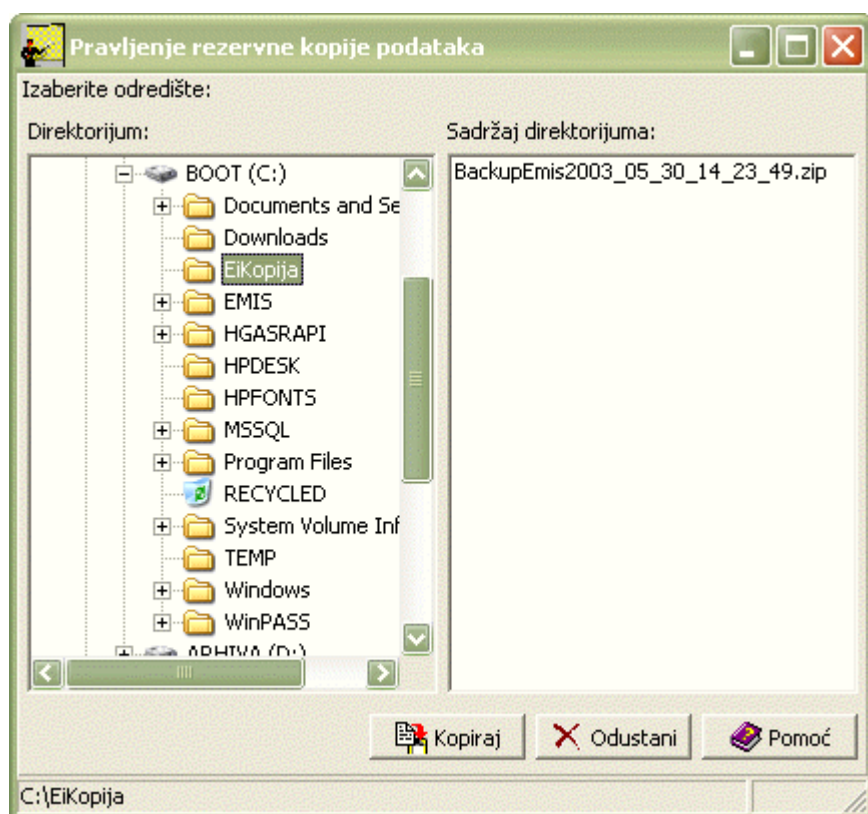 Pravljenje rezervne kopije podataka
Izaberite odredište:
Direktorijum:
BOOT (C:)
Documents and Se
Downloads
EiKopija
EMIS
HGASRAPI
HPDESK
HPFONTS
MSSQL
Program Files
RECYCLED
System Volume Inf
TEMP
Windows
WinPASS
ARHIVA (D:)
Sadržaj direktorijuma:
BackupEmis2003_05_30_14_23_49.zip
Kopiraj
Odustani
Pomoć
C:\EiKopija